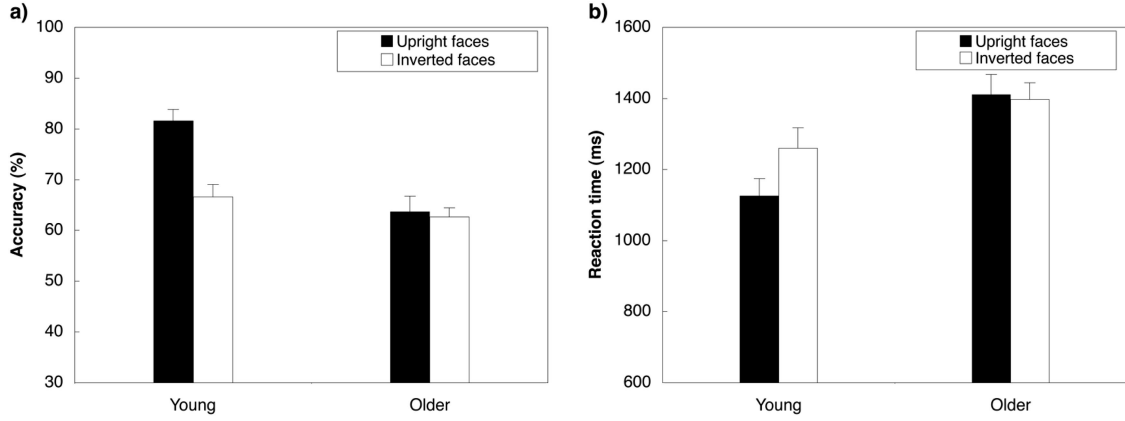 a)
100
90
80
70
60
50
40
30
Accuracy (%)
Upright faces
Inverted faces
Young
Older
b)
1600
1400
1200
1000
800
600
Reaction time (ms)
Upright faces
Inverted faces
Young
Older